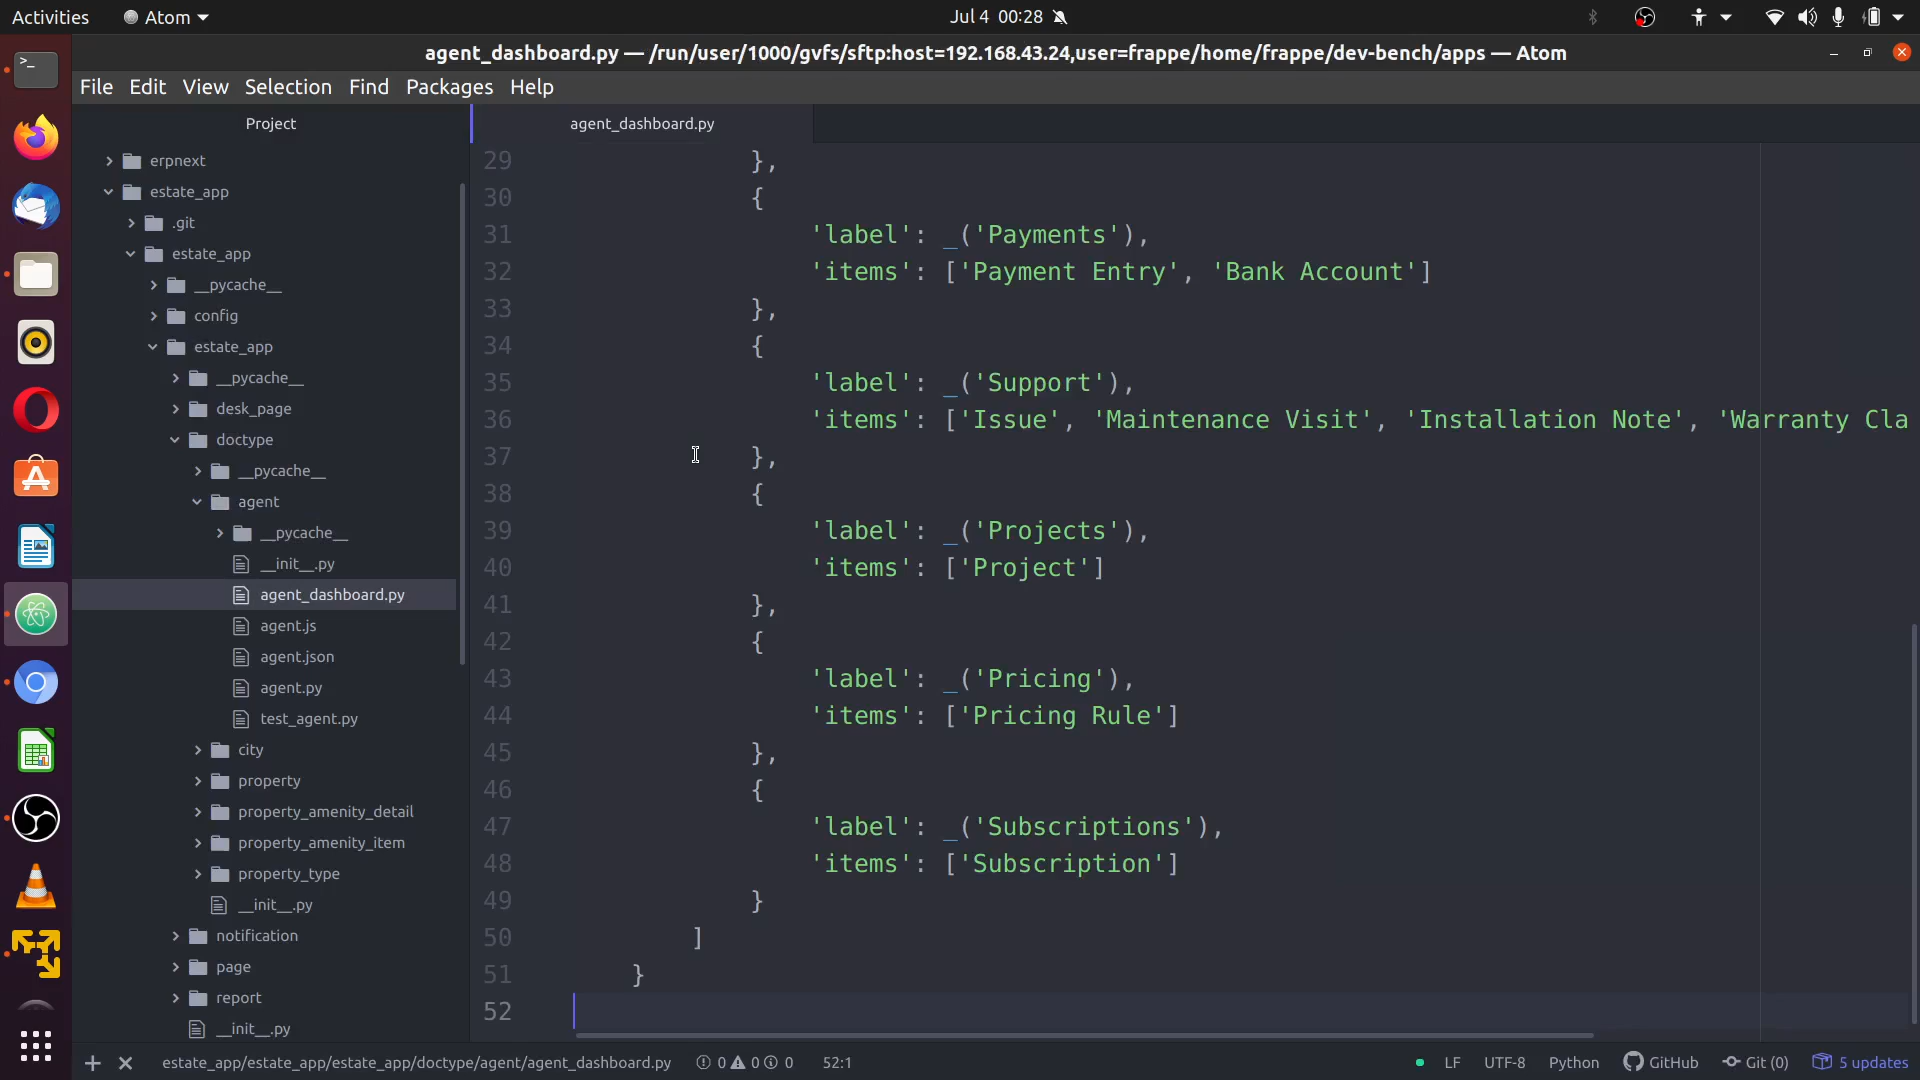 Activities Atom Jul 4 00:28
agent_dashboard.py — /run/user/1000/gvfs/sftp:host=192.168.43.24,user=frappe/home/frappe/dev-bench/apps — Atom
File Edit View Selection Find Packages Help
Project
erpnext
estate_app
.git
estate_app
__pycache__
config
estate_app
__pycache__
desk_page
doctype
__pycache__
agent
__pycache__
__init__.py
agent_dashboard.py
agent.js
agent.json
agent.py
test_agent.py
city
property
property_amenity_detail
property_amenity_item
property_type
__init__.py
notification
page
report
__init__.py
agent_dashboard.py
29 },
30 {
31 'label': _('Payments'),
32 'items': ['Payment Entry', 'Bank Account']
33 },
34 {
35 'label': _('Support'),
36 'items': ['Issue', 'Maintenance Visit', 'Installation Note', 'Warranty Cla
37 },
38 {
39 'label': _('Projects'),
40 'items': ['Project']
41 },
42 {
43 'label': _('Pricing'),
44 'items': ['Pricing Rule']
45 },
46 {
47 'label': _('Subscriptions'),
48 'items': ['Subscription']
49 }
50 ]
51 }
52
estate_app/estate_app/estate_app/doctype/agent/agent_dashboard.py 0 0 0 52:1 LF UTF-8 Python GitHub Git (0) 5 updates